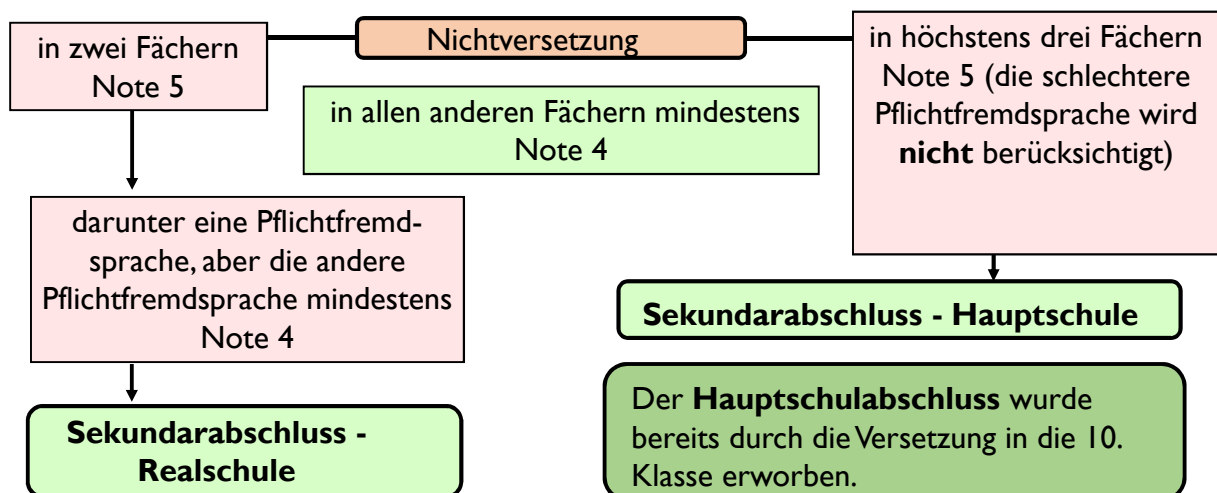 Nichtversetzung
in zwei Fächern
Note 5
in allen anderen Fächern mindestens
Note 4
in höchstens drei Fächern
Note 5 (die schlechtere
Pflichtfremdsprache wird
nicht berücksichtigt)
darunter eine Pflichtfremd-
sprache, aber die andere
Pflichtfremdsprache mindestens
Note 4
Sekundarabschluss -
Realschule
Sekundarabschluss - Hauptschule
Der Hauptschulabschluss wurde
bereits durch die Versetzung in die 10.
Klasse erworben.